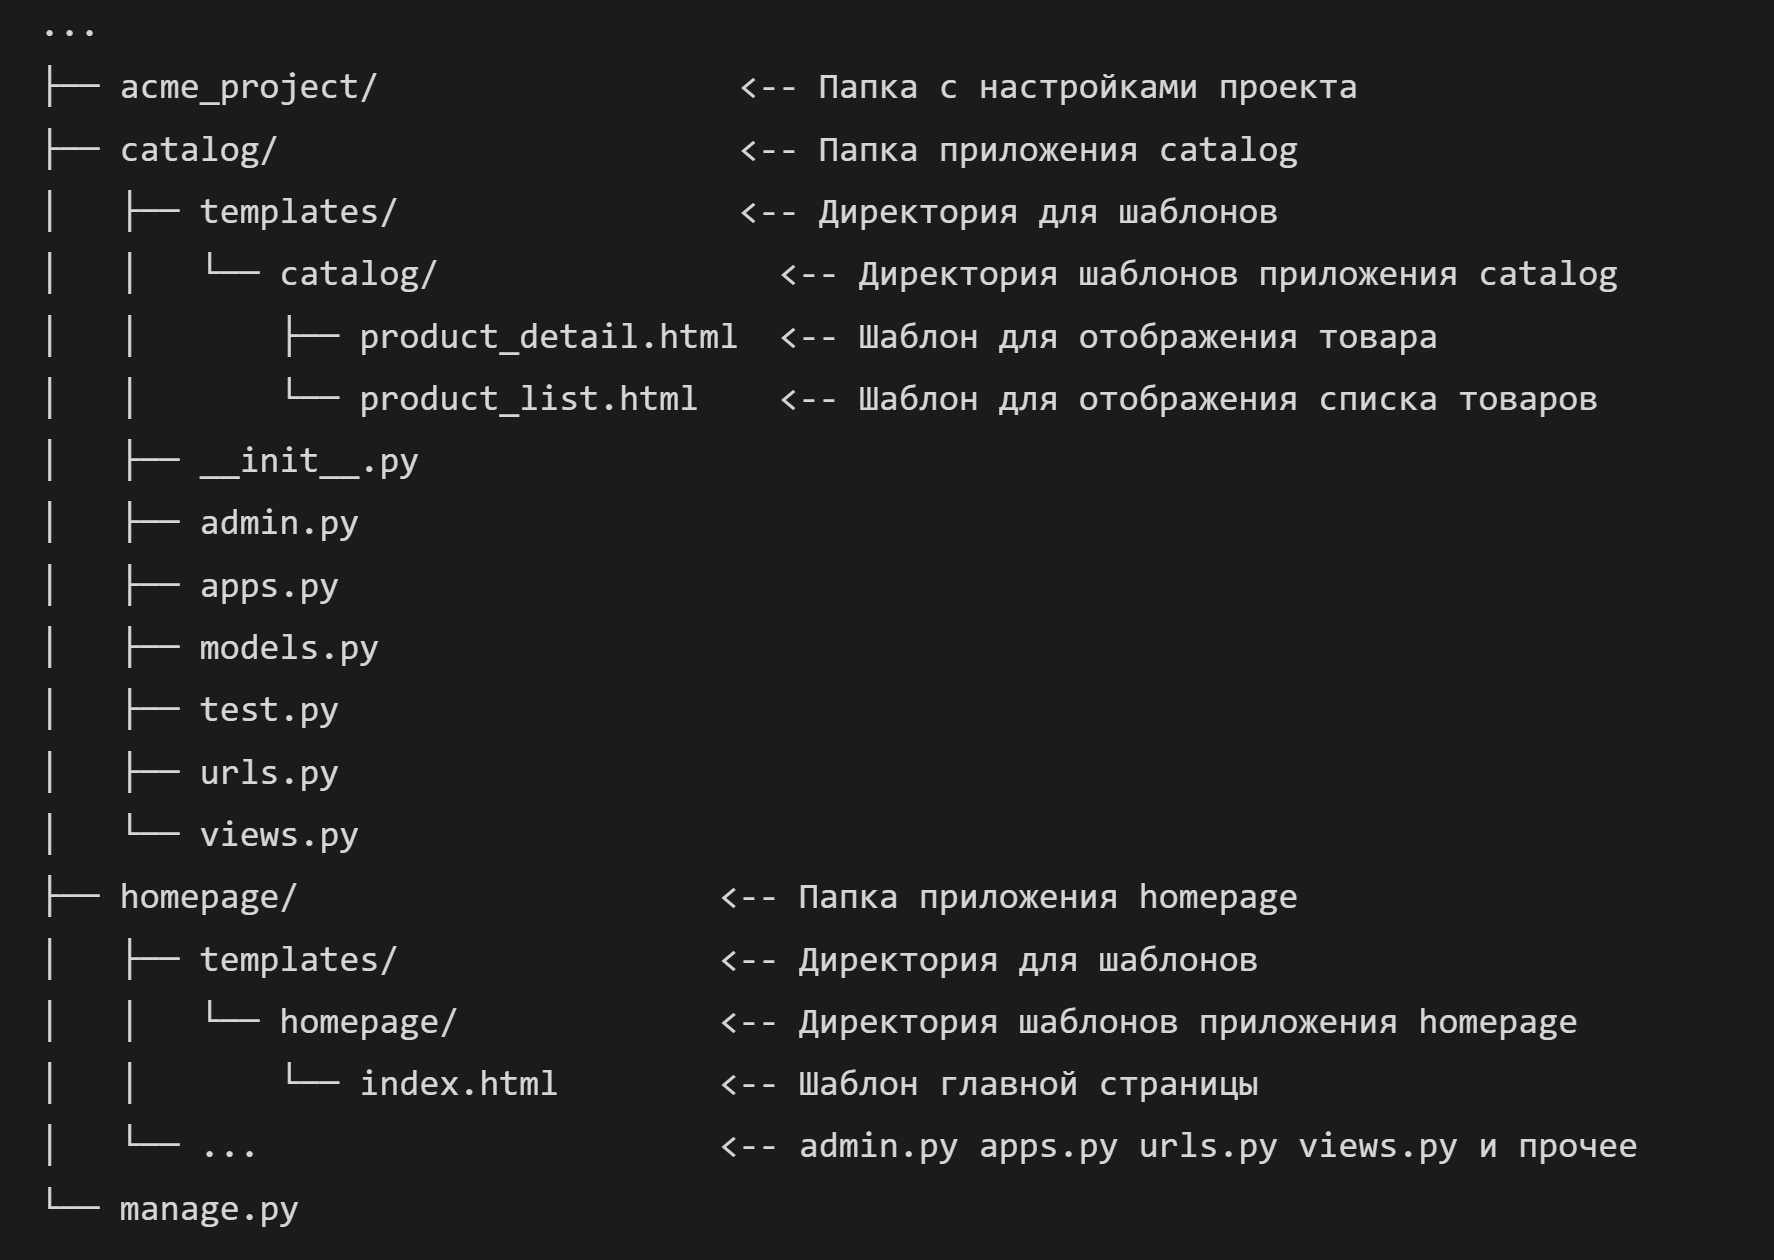 ...
├── acme_project/                <-- Папка с настройками проекта
├── catalog/                       <-- Папка приложения catalog
│   ├── templates/                 <-- Директория для шаблонов
│   │   └── catalog/                 <-- Директория шаблонов приложения catalog
│   │       ├── product_detail.html  <-- Шаблон для отображения товара
│   │       └── product_list.html    <-- Шаблон для отображения списка товаров
│   ├── __init__.py
│   ├── admin.py
│   ├── apps.py
│   ├── models.py
│   ├── test.py
│   ├── urls.py
│   └── views.py
├── homepage/                     <-- Папка приложения homepage
│   ├── templates/                <-- Директория для шаблонов
│   │   └── homepage/             <-- Директория шаблонов приложения homepage
│   │       └── index.html        <-- Шаблон главной страницы
│   └── ...                       <-- admin.py apps.py urls.py views.py и прочее
└── manage.py